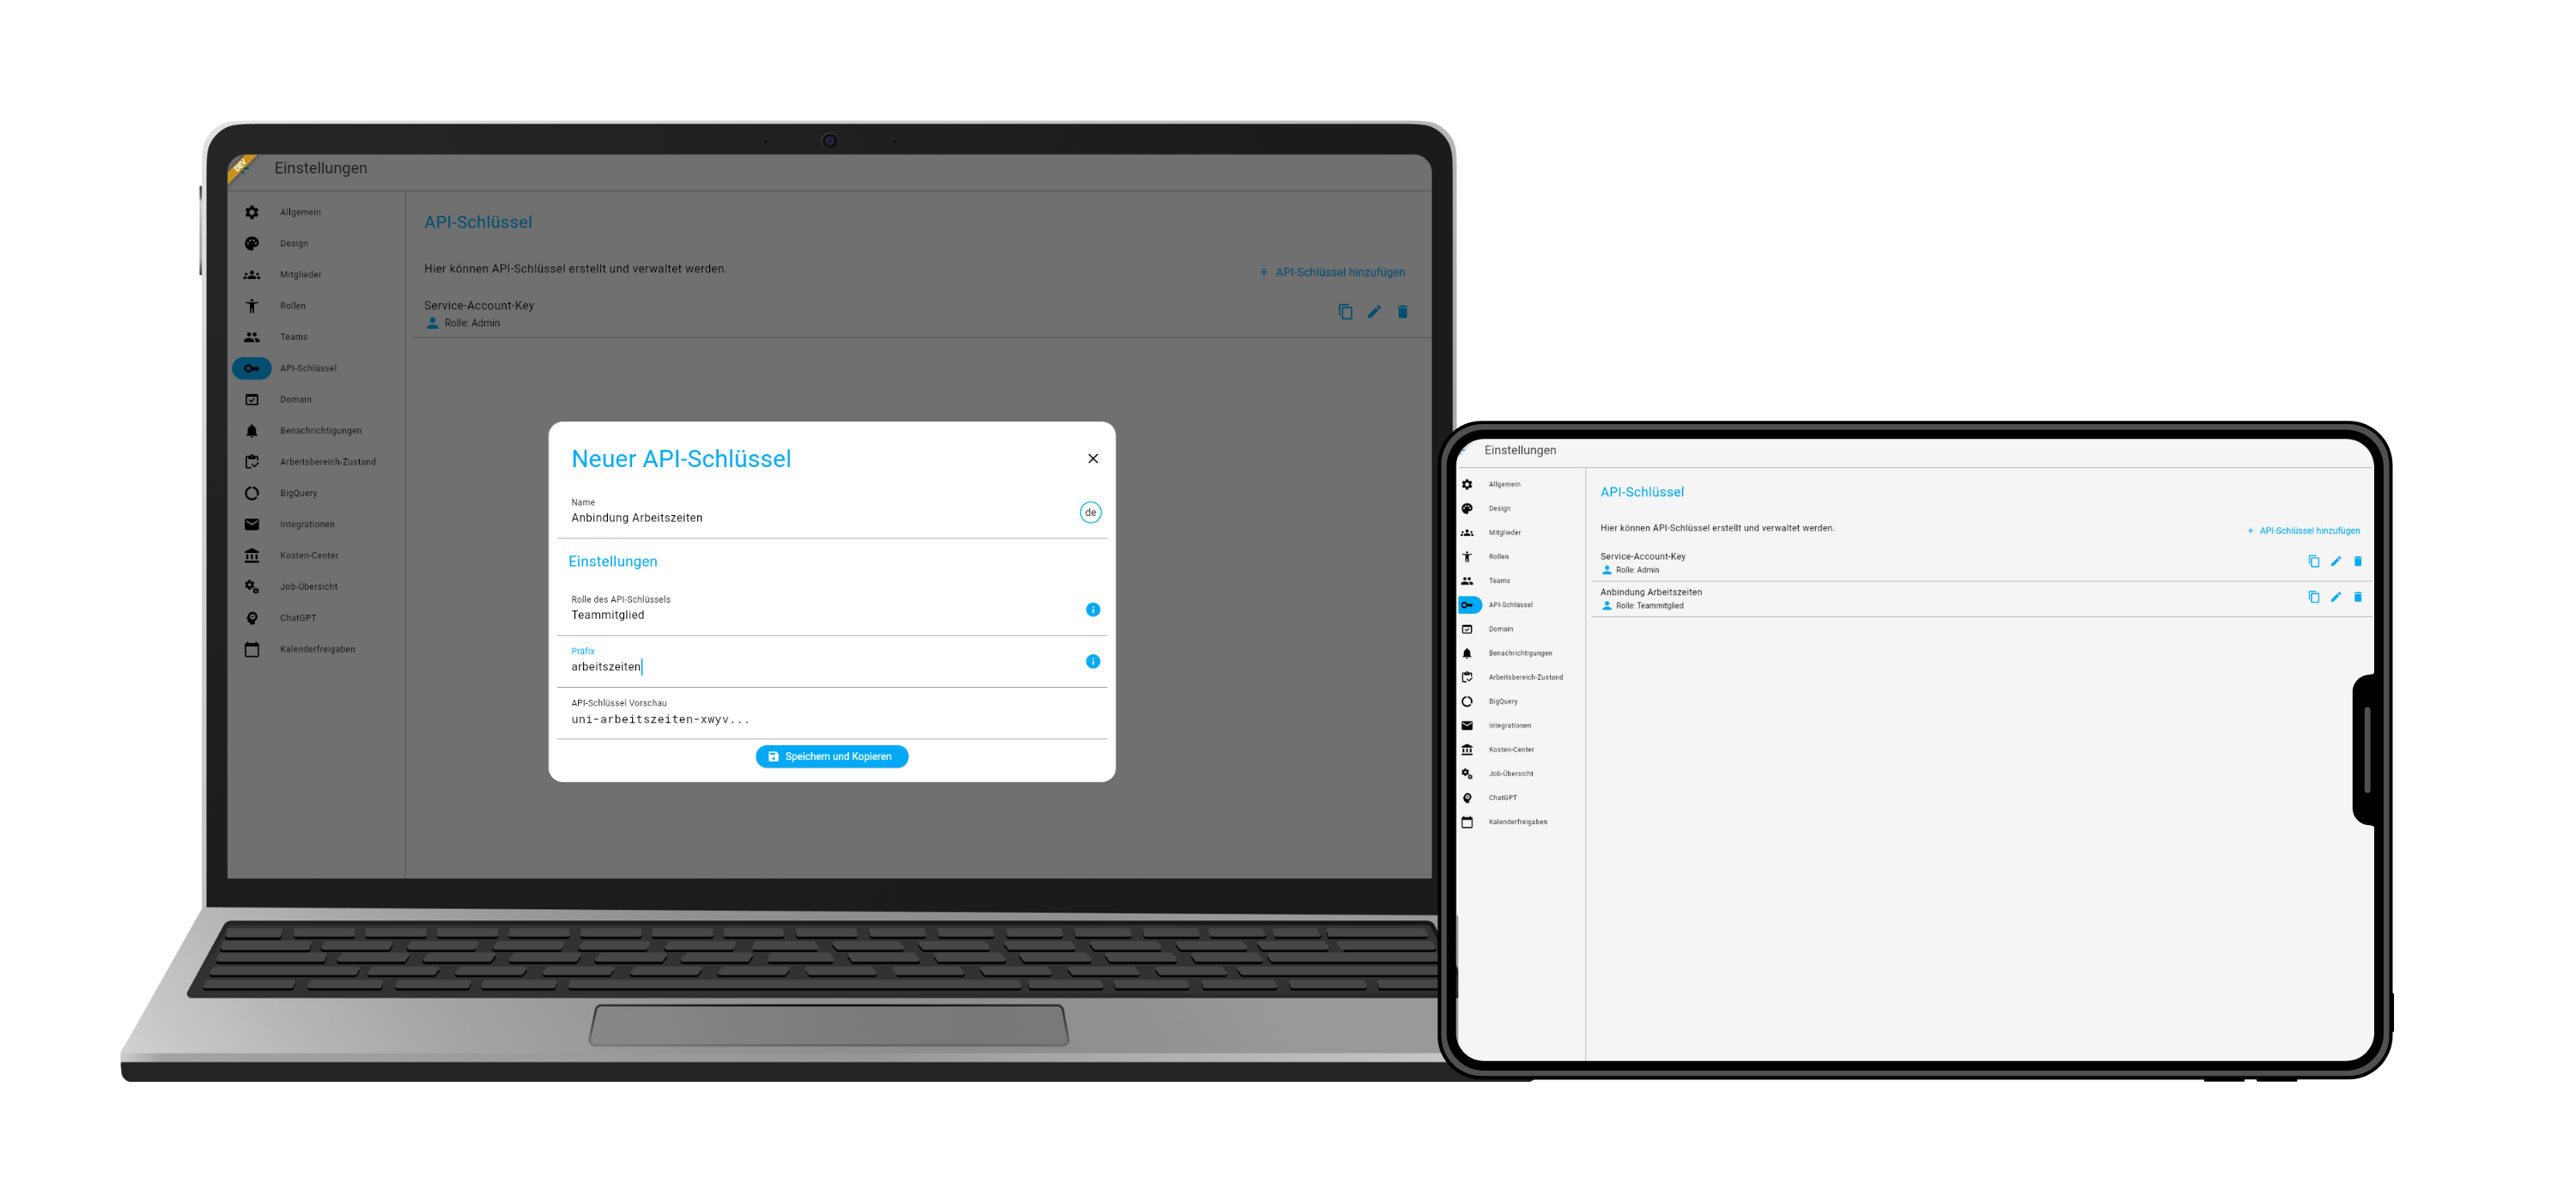 DEV
Einstellungen
Allgemein
Design
Mitglieder
Rollen
Teams
API-Schlüssel
Domain
Benachrichtigungen
Arbeitsbereich-Zustand
BigQuery
Integrationen
Kosten-Center
Job-Übersicht
ChatGPT
Kalenderfreigaben
API-Schlüssel
Hier können API-Schlüssel erstellt und verwaltet werden.
+ API-Schlüssel hinzufügen
Service-Account-Key
Rolle: Admin
Neuer API-Schlüssel
Name
Anbindung Arbeitszeiten
de
Einstellungen
Rolle des API-Schlüssels
Teammitglied
Präfix
arbeitszeiten
API-Schlüssel Vorschau
uni-arbeitszeiten-xwyv...
Speichern und Kopieren
Einstellungen
Allgemein
Design
Mitglieder
Rollen
Teams
API-Schlüssel
Domain
Benachrichtigungen
Arbeitsbereich-Zustand
BigQuery
Integrationen
Kosten-Center
Job-Übersicht
ChatGPT
Kalenderfreigaben
API-Schlüssel
Hier können API-Schlüssel erstellt und verwaltet werden.
+ API-Schlüssel hinzufügen
Service-Account-Key
Rolle: Admin
Anbindung Arbeitszeiten
Rolle: Teammitglied